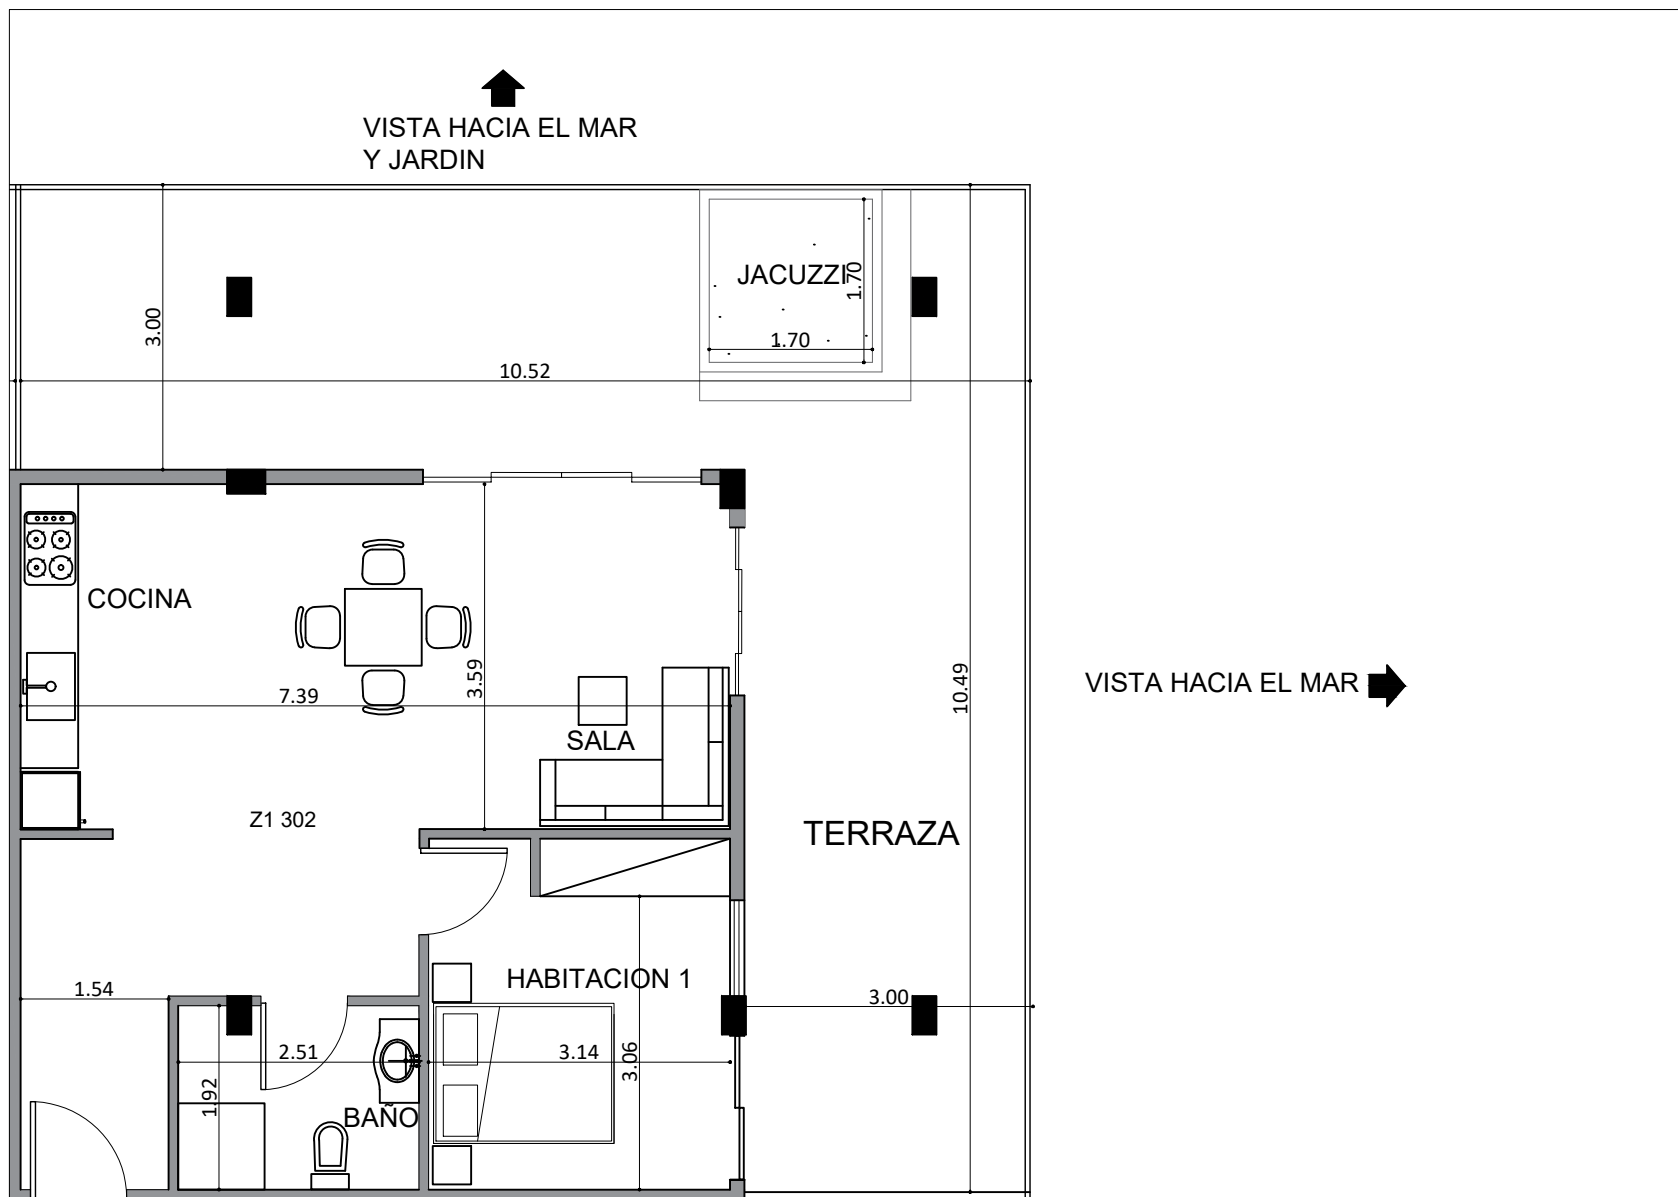 VISTA HACIA EL MAR
Y JARDIN
JACUZZI
1.70
1.70
3.00
10.52
COCINA
3.59
7.39
10.49
VISTA HACIA EL MAR
SALA
Z1 302
TERRAZA
HABITACION 1
1.54
3.00
2.51
3.14
3.06
1.92
BAÑO